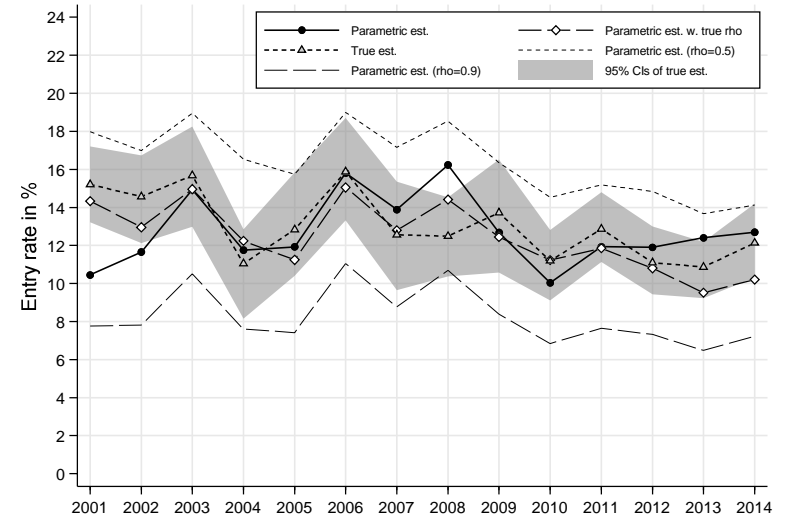 24
22
20
18
16
14
12
10
8
6
4
2
0
Entry rate in %
Parametric est.
Parametric est. w. true rho
True est.
Parametric est. (rho=0.5)
Parametric est. (rho=0.9)
95% CIs of true est.
2001 2002 2003 2004 2005 2006 2007 2008 2009 2010 2011 2012 2013 2014